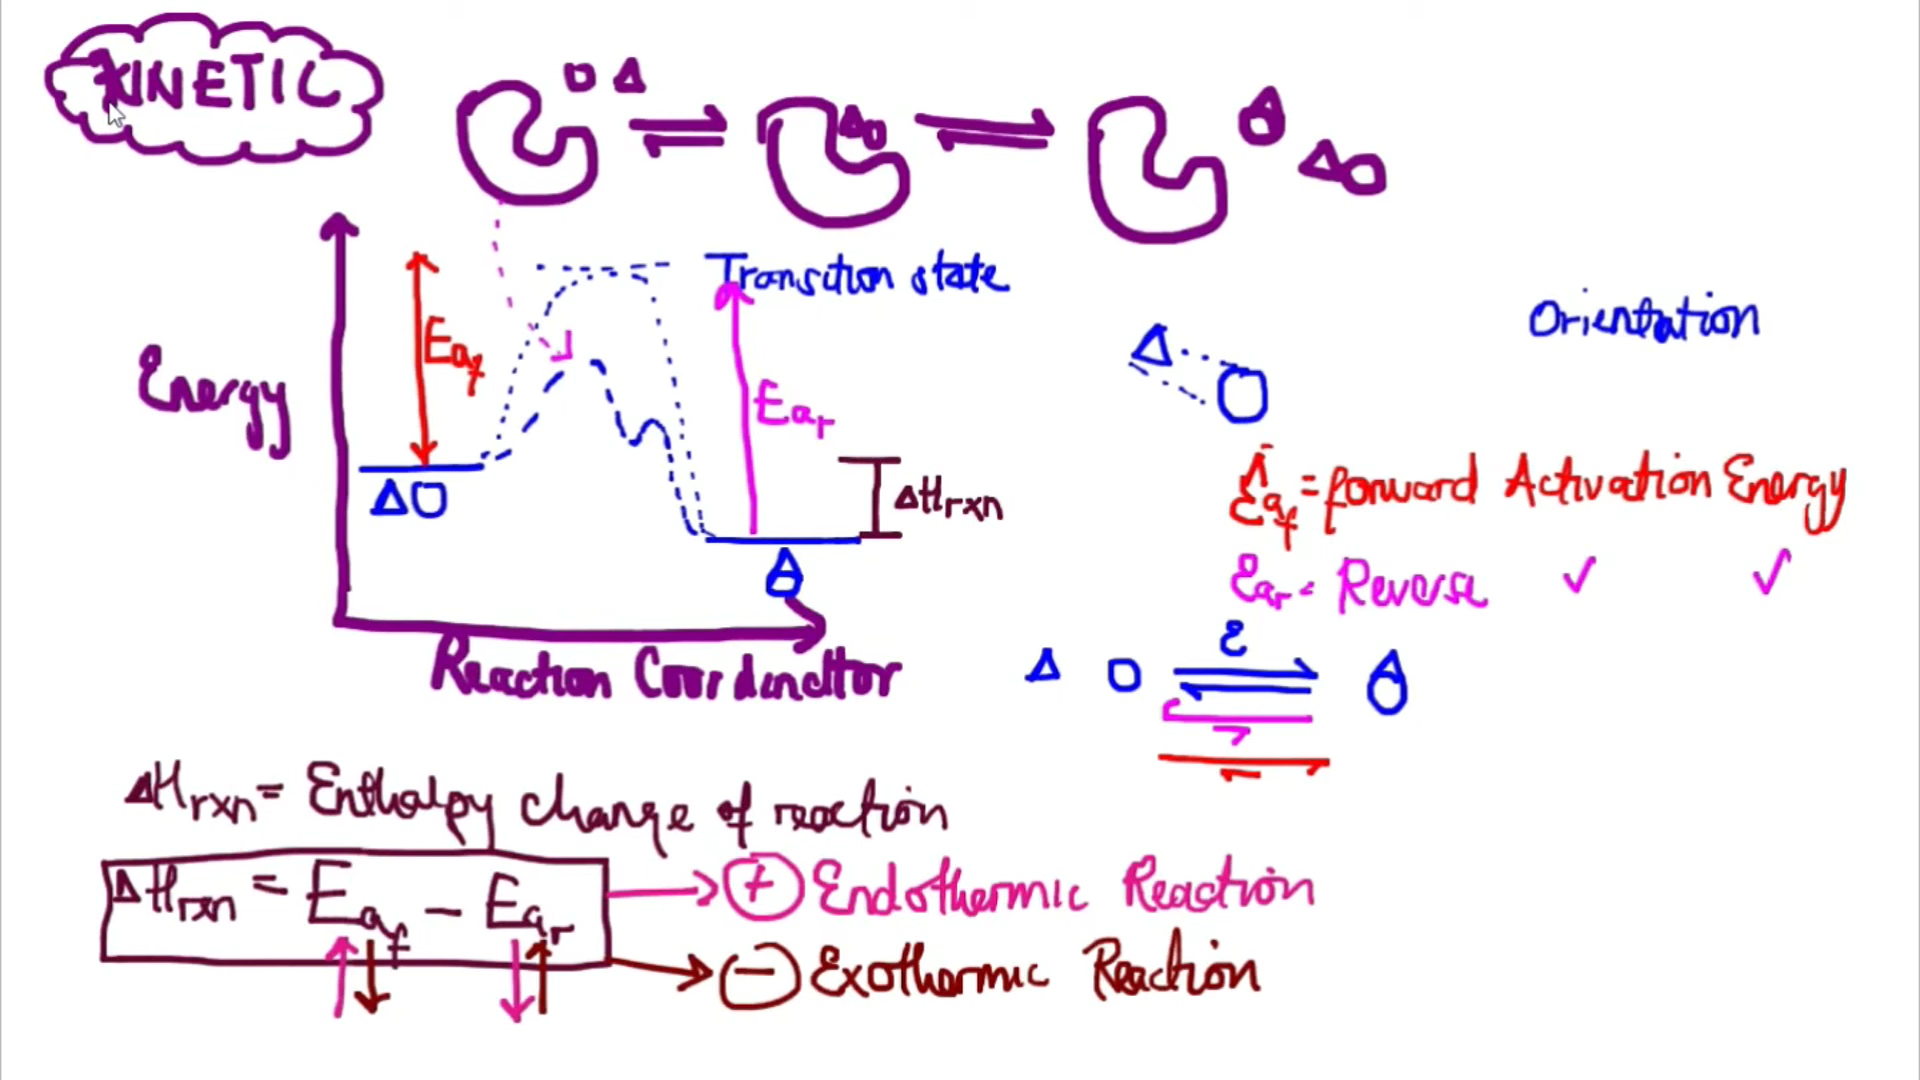 KINETIC
Transition state
Orientation
Eaf
Energy
Ear
ΔHrxn
Eaf = forward Activation Energy
Ear = Reverse ✓ ✓
ε
Reaction Coordinator
ΔHrxn = Enthalpy change of reaction
ΔHrxn = Eaf – Ear
+ Endothermic Reaction
– Exothermic Reaction